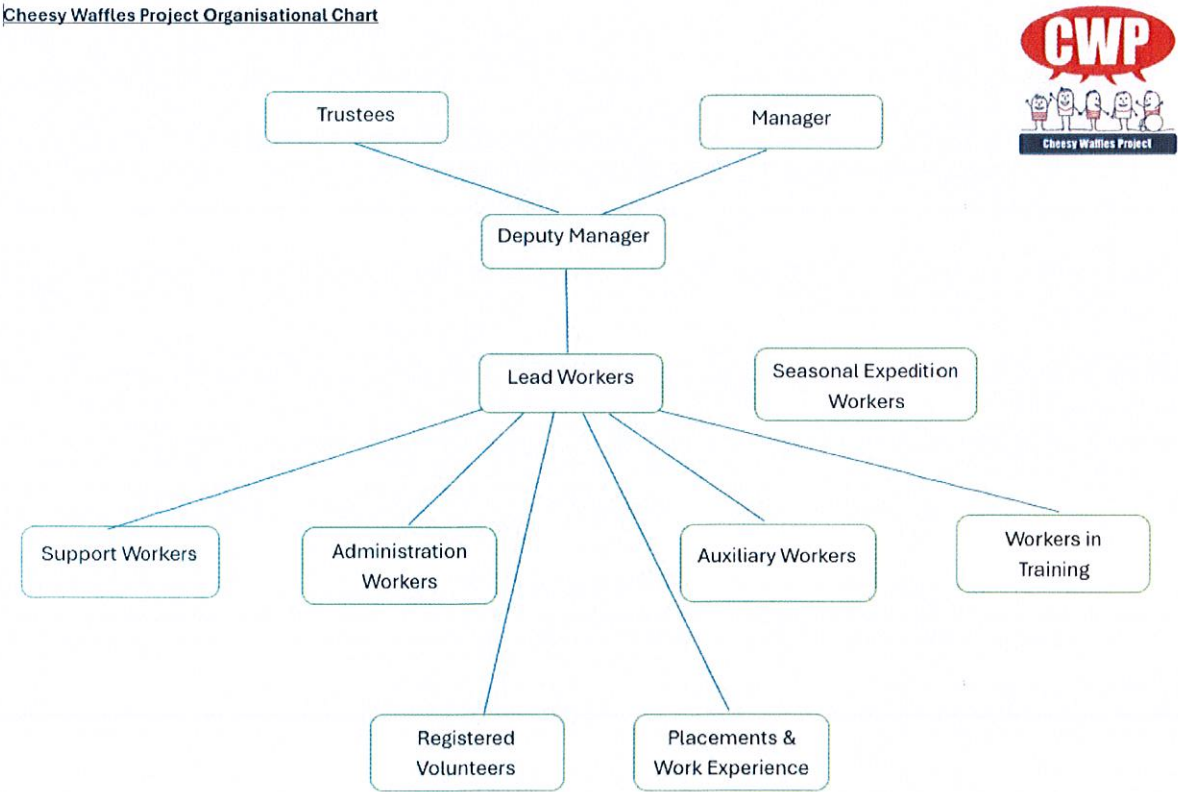 Cheesy Waffles Project Organisational Chart
CWP
Cheesy Waffles Project
Trustees
Manager
Deputy Manager
Lead Workers
Seasonal Expedition
Workers
Support Workers
Administration
Workers
Auxiliary Workers
Workers in
Training
Registered
Volunteers
Placements &
Work Experience